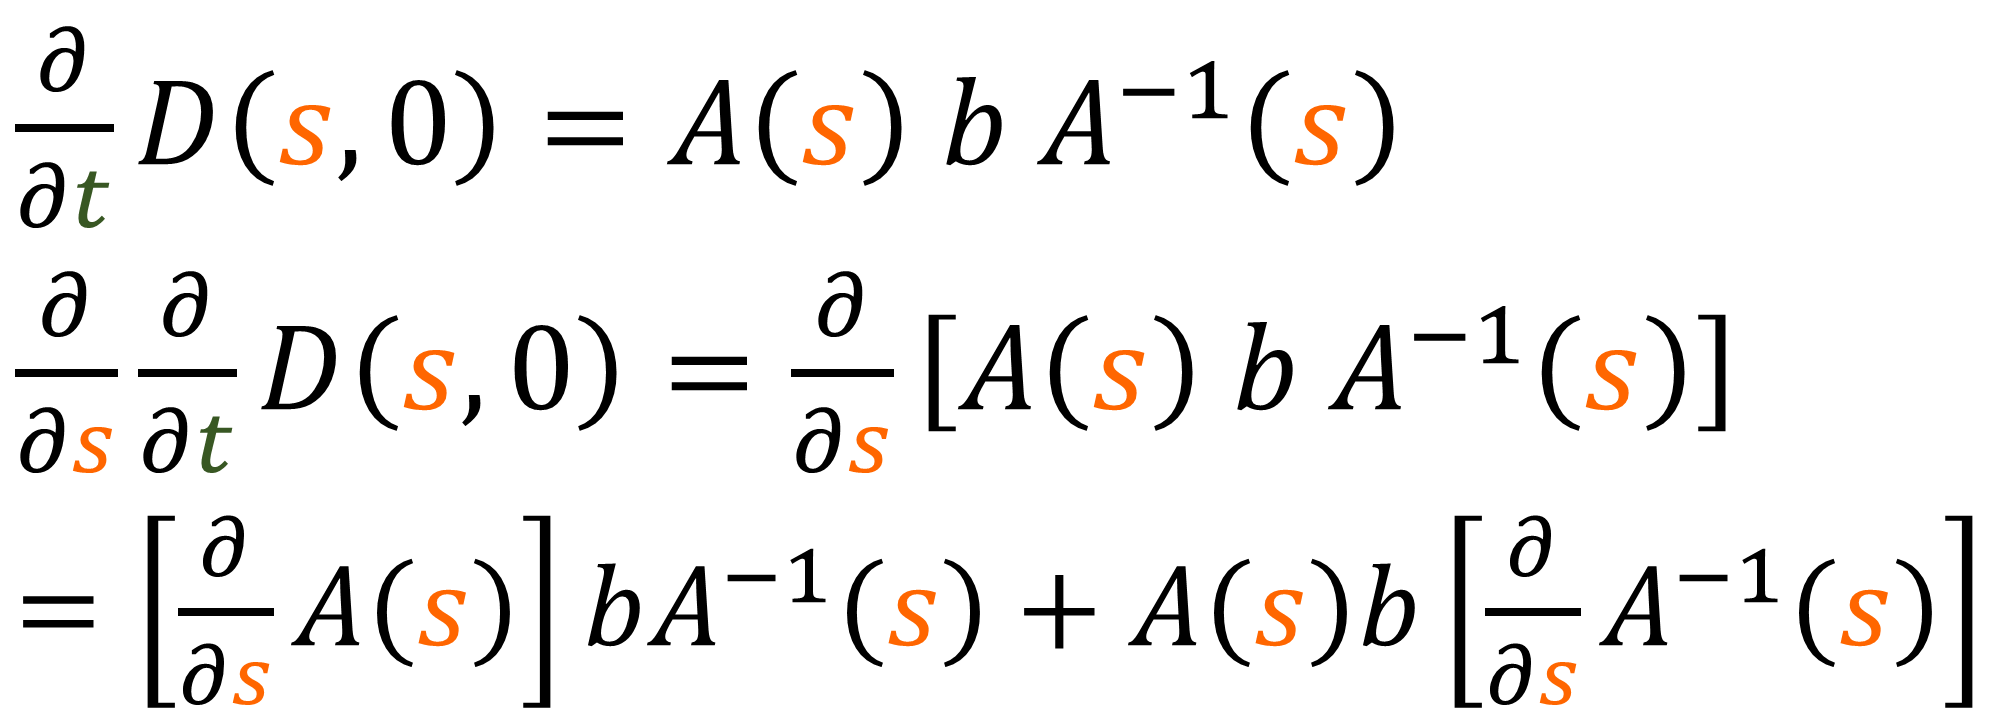 ∂/∂t D(s,0) = A(s) b A⁻¹(s)
∂/∂s ∂/∂t D(s,0) = ∂/∂s [A(s) b A⁻¹(s)]
= [∂/∂s A(s)] bA⁻¹(s) + A(s)b [∂/∂s A⁻¹(s)]